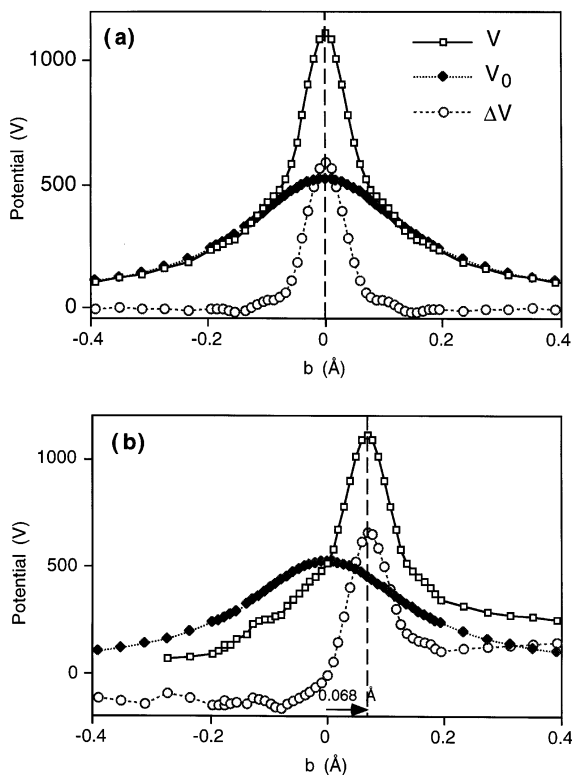 (a)
V
V0
ΔV
1000
500
0
Potential (V)
-0.4
-0.2
0
0.2
0.4
b (Å)
(b)
1000
500
0
Potential (V)
0.068 Å
-0.4
-0.2
0
0.2
0.4
b (Å)